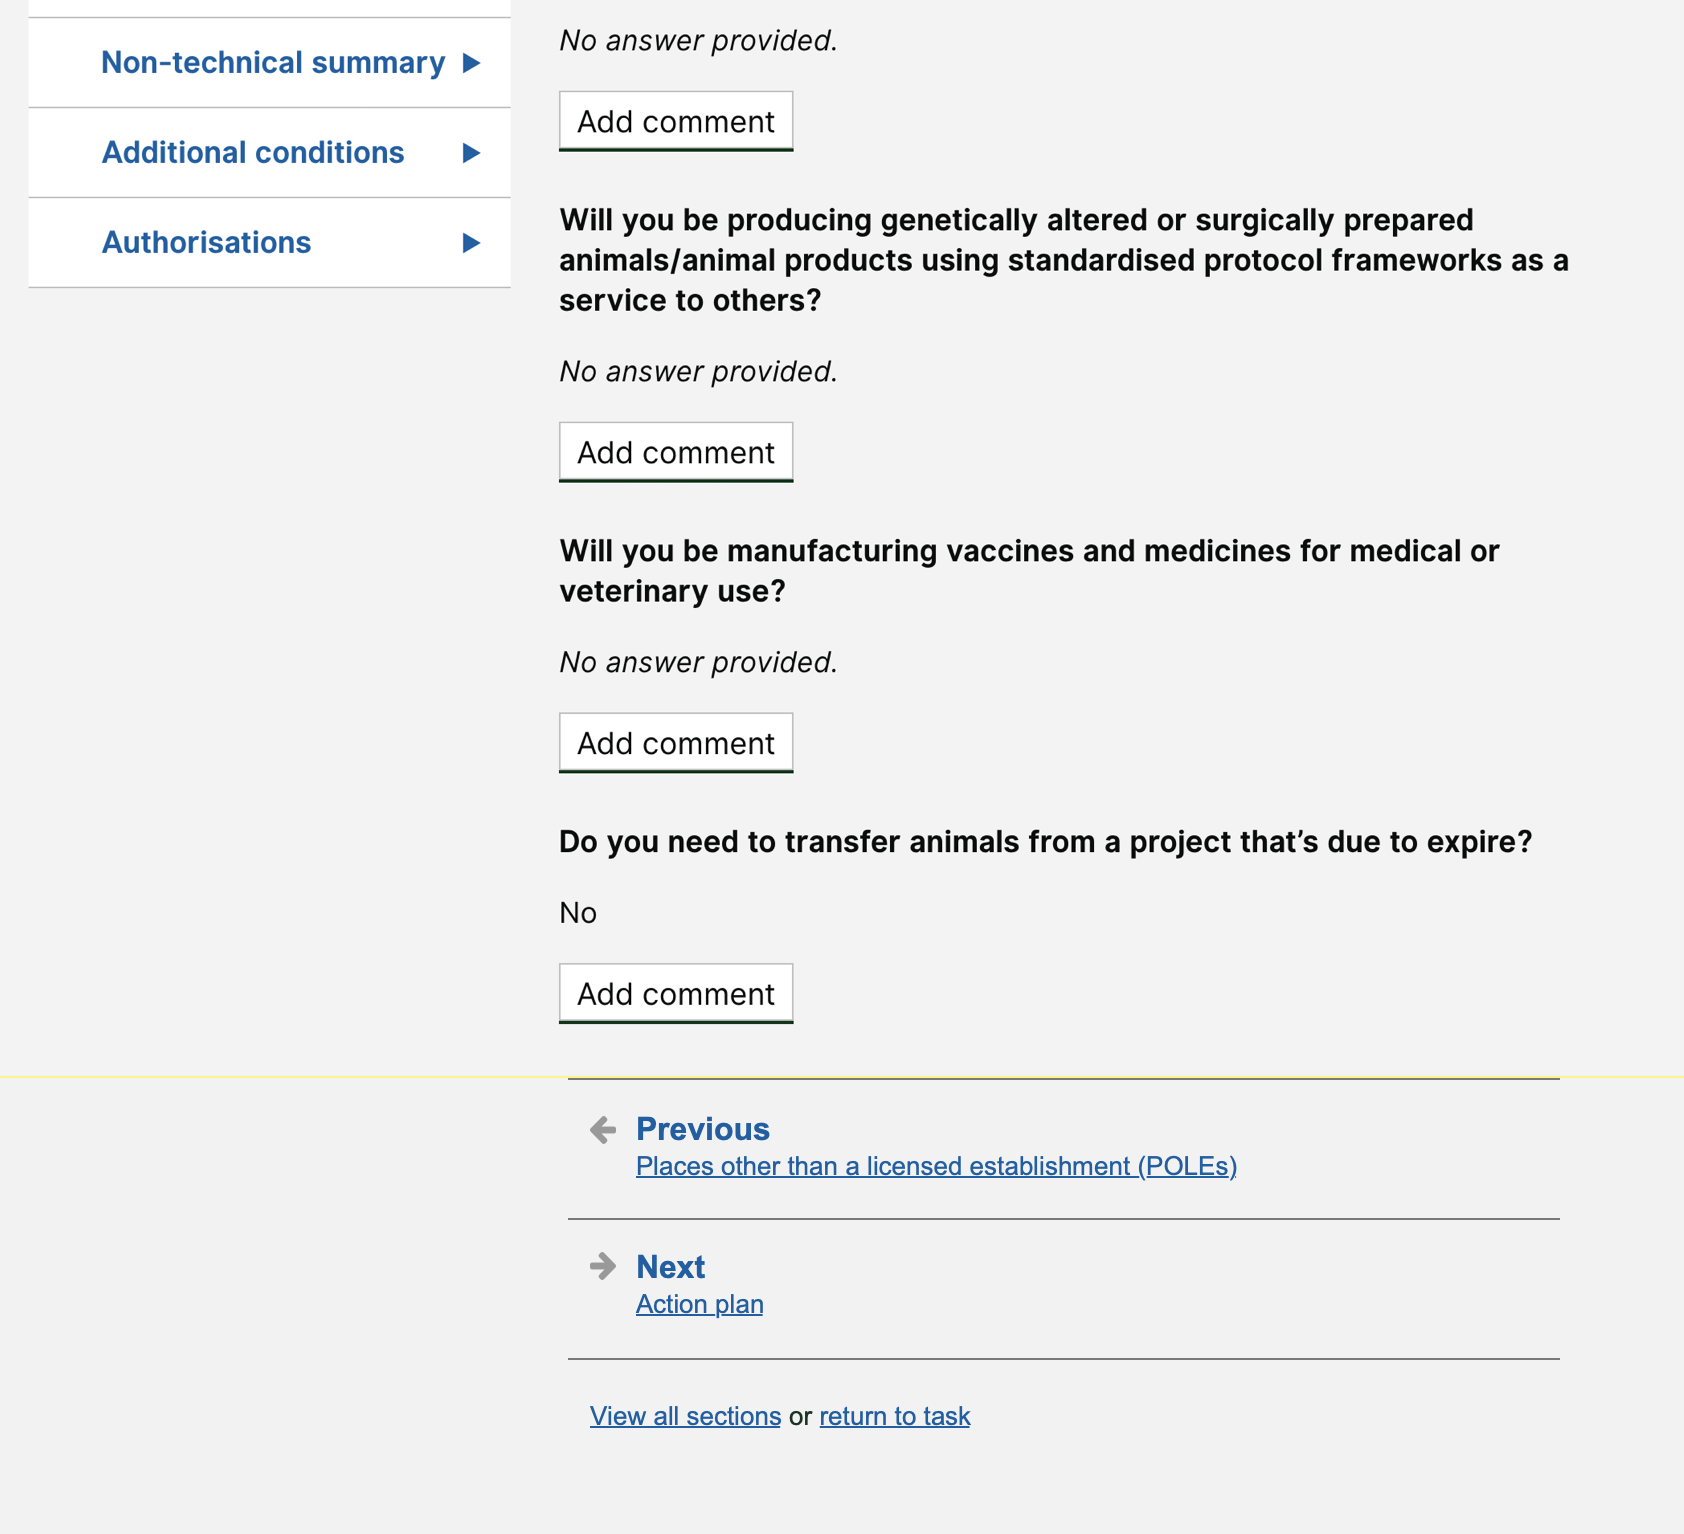 Non-technical summary
Additional conditions
Authorisations
No answer provided.
Add comment
Will you be producing genetically altered or surgically prepared
animals/animal products using standardised protocol frameworks as a
service to others?
No answer provided.
Add comment
Will you be manufacturing vaccines and medicines for medical or
veterinary use?
No answer provided.
Add comment
Do you need to transfer animals from a project that’s due to expire?
No
Add comment
Previous
Places other than a licensed establishment (POLEs)
Next
Action plan
View all sections or return to task